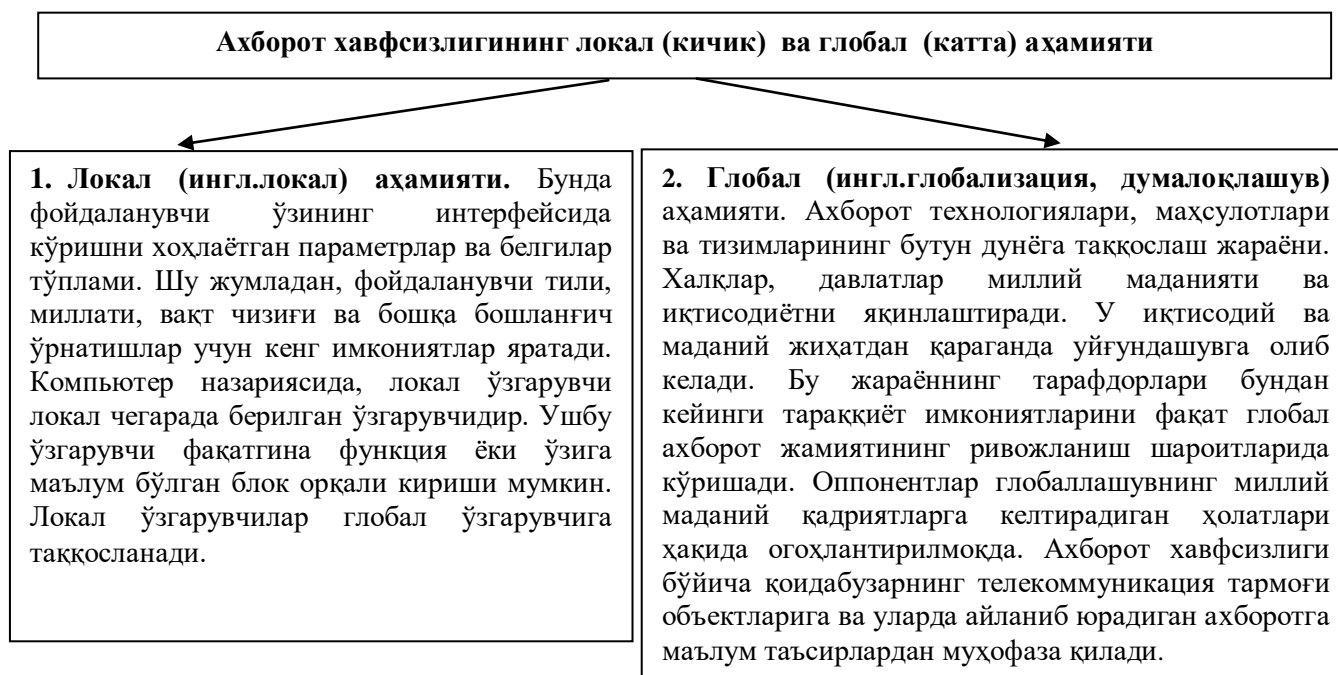 Ахборот хавфсизлигининг локал (кичик) ва глобал (катта) аҳамияти
1. Локал (ингл.локал) аҳамияти. Бунда
фойдаланувчи ўзининг интерфейсида
кўришни хоҳлаётган параметрлар ва белгилар
тўплами. Шу жумладан, фойдаланувчи тили,
миллати, вақт чизиғи ва бошқа бошланғич
ўрнатишлар учун кенг имкониятлар яратади.
Компьютер назариясида, локал ўзгарувчи
локал чегарада берилган ўзгарувчидир. Ушбу
ўзгарувчи фақатгина функция ёки ўзига
маълум бўлган блок орқали кириши мумкин.
Локал ўзгарувчилар глобал ўзгарувчига
таққосланади.
2. Глобал (ингл.глобализация, думалоқлашув)
аҳамияти. Ахборот технологиялари, маҳсулотлари
ва тизимларининг бутун дунёга таққослаш жараёни.
Халқлар, давлатлар миллий маданияти ва
иқтисодиётни яқинлаштиради. У иқтисодий ва
маданий жиҳатдан қараганда уйғундашувга олиб
келади. Бу жараённинг тарафдорлари бундан
кейинги тараққиёт имкониятларини фақат глобал
ахборот жамиятининг ривожланиш шароитларида
кўришади. Оппонентлар глобаллашувнинг миллий
маданий қадриятларга келтирадиган ҳолатлари
ҳақида огоҳлантирилмоқда. Ахборот хавфсизлиги
бўйича қоидабузарнинг телекоммуникация тармоғи
объектларига ва уларда айланиб юрадиган ахборотга
маълум таъсирлардан муҳофаза қилади.